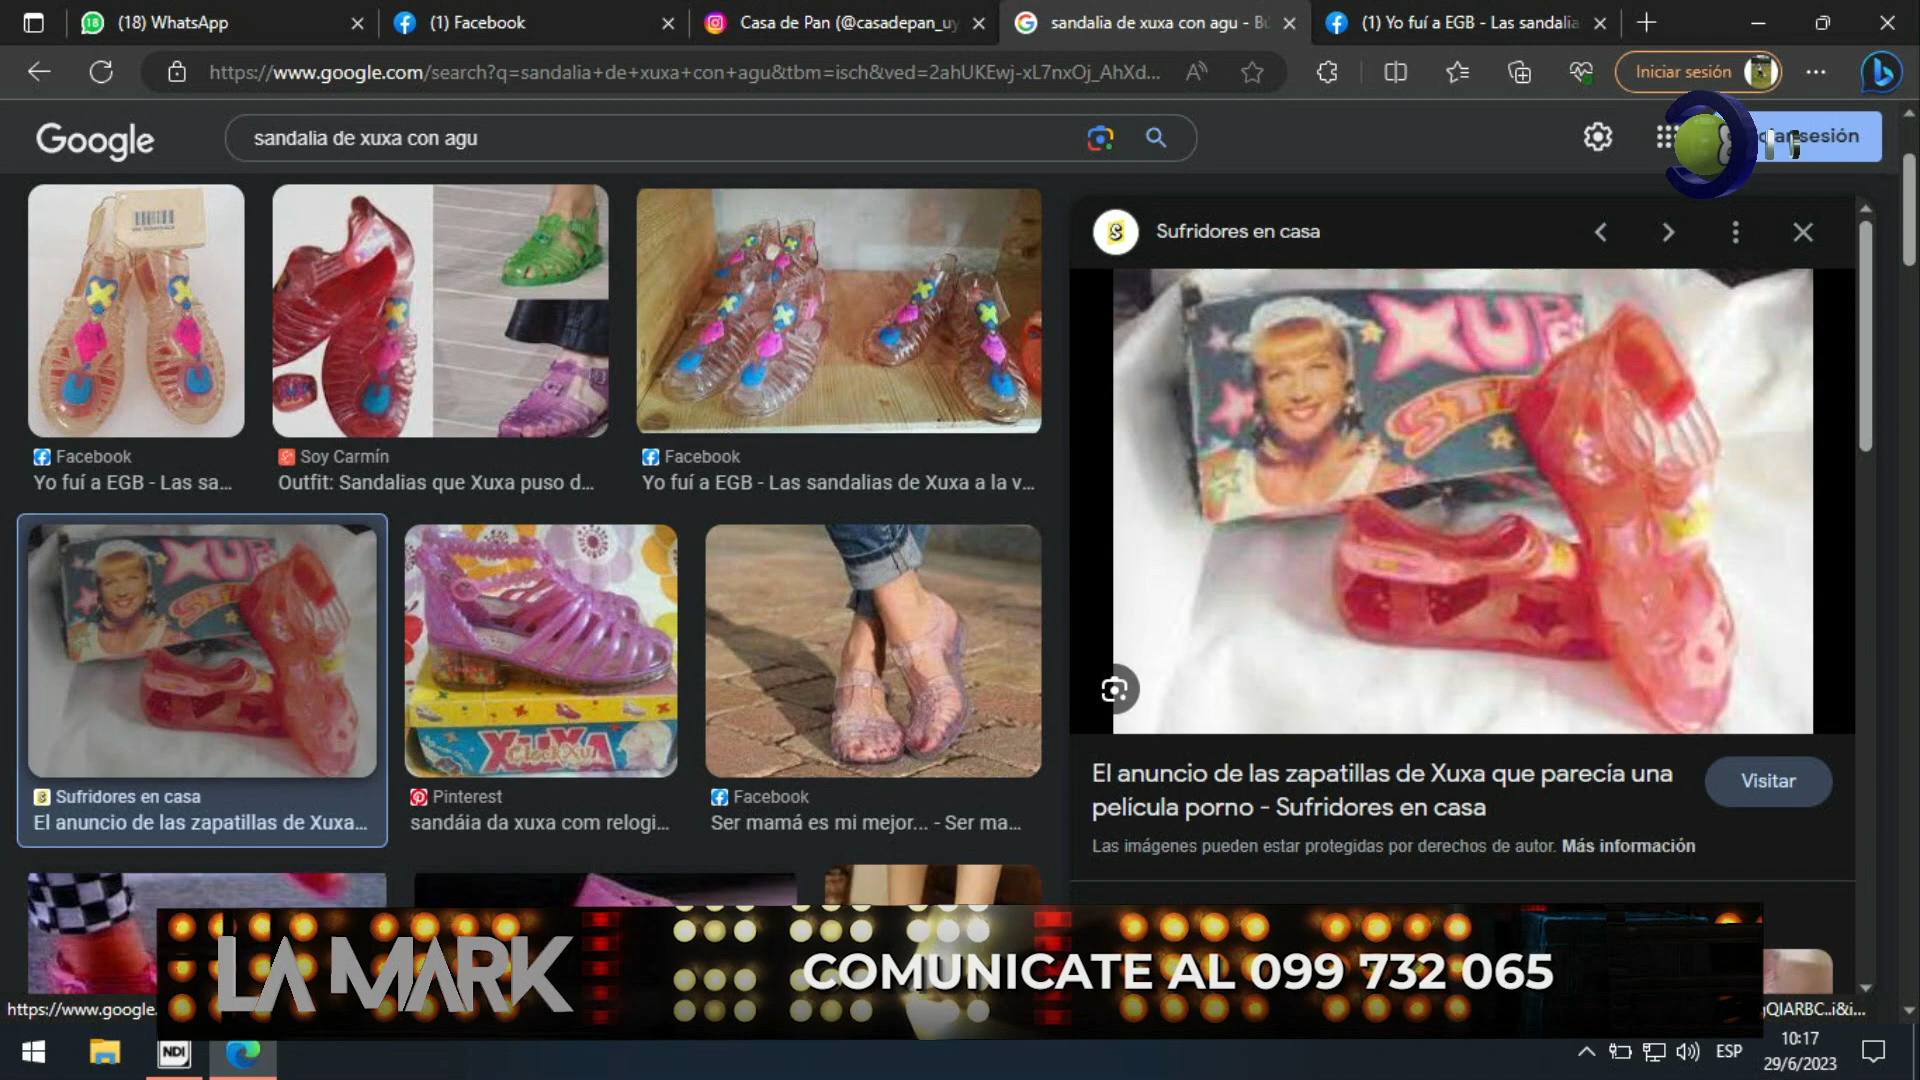 (18) WhatsApp
(1) Facebook
Casa de Pan (@casadepan_uy
sandalia de xuxa con agu - Bú
(1) Yo fuí a EGB - Las sandalia
https://www.google.com/search?q=sandalia+de+xuxa+con+agu&tbm=isch&ved=2ahUKEwj-xL7nxOj_AhXd...
Iniciar sesión
Google
sandalia de xuxa con agu
sesión
Sufridores en casa
XUP
Facebook
Yo fuí a EGB - Las sa...
Soy Carmín
Outfit: Sandalias que Xuxa puso d...
Facebook
Yo fuí a EGB - Las sandalias de Xuxa a la v...
XUXA
Sufridores en casa
El anuncio de las zapatillas de Xuxa...
Pinterest
sandáia da xuxa com relogi...
Facebook
Ser mamá es mi mejor... - Ser ma...
El anuncio de las zapatillas de Xuxa que parecía una
película porno - Sufridores en casa
Visitar
Las imágenes pueden estar protegidas por derechos de autor. Más información
LA MARK
COMUNICATE AL 099 732 065
https://www.google.
QIARBC..i&i...
NDI
ESP
10:17
29/6/2023